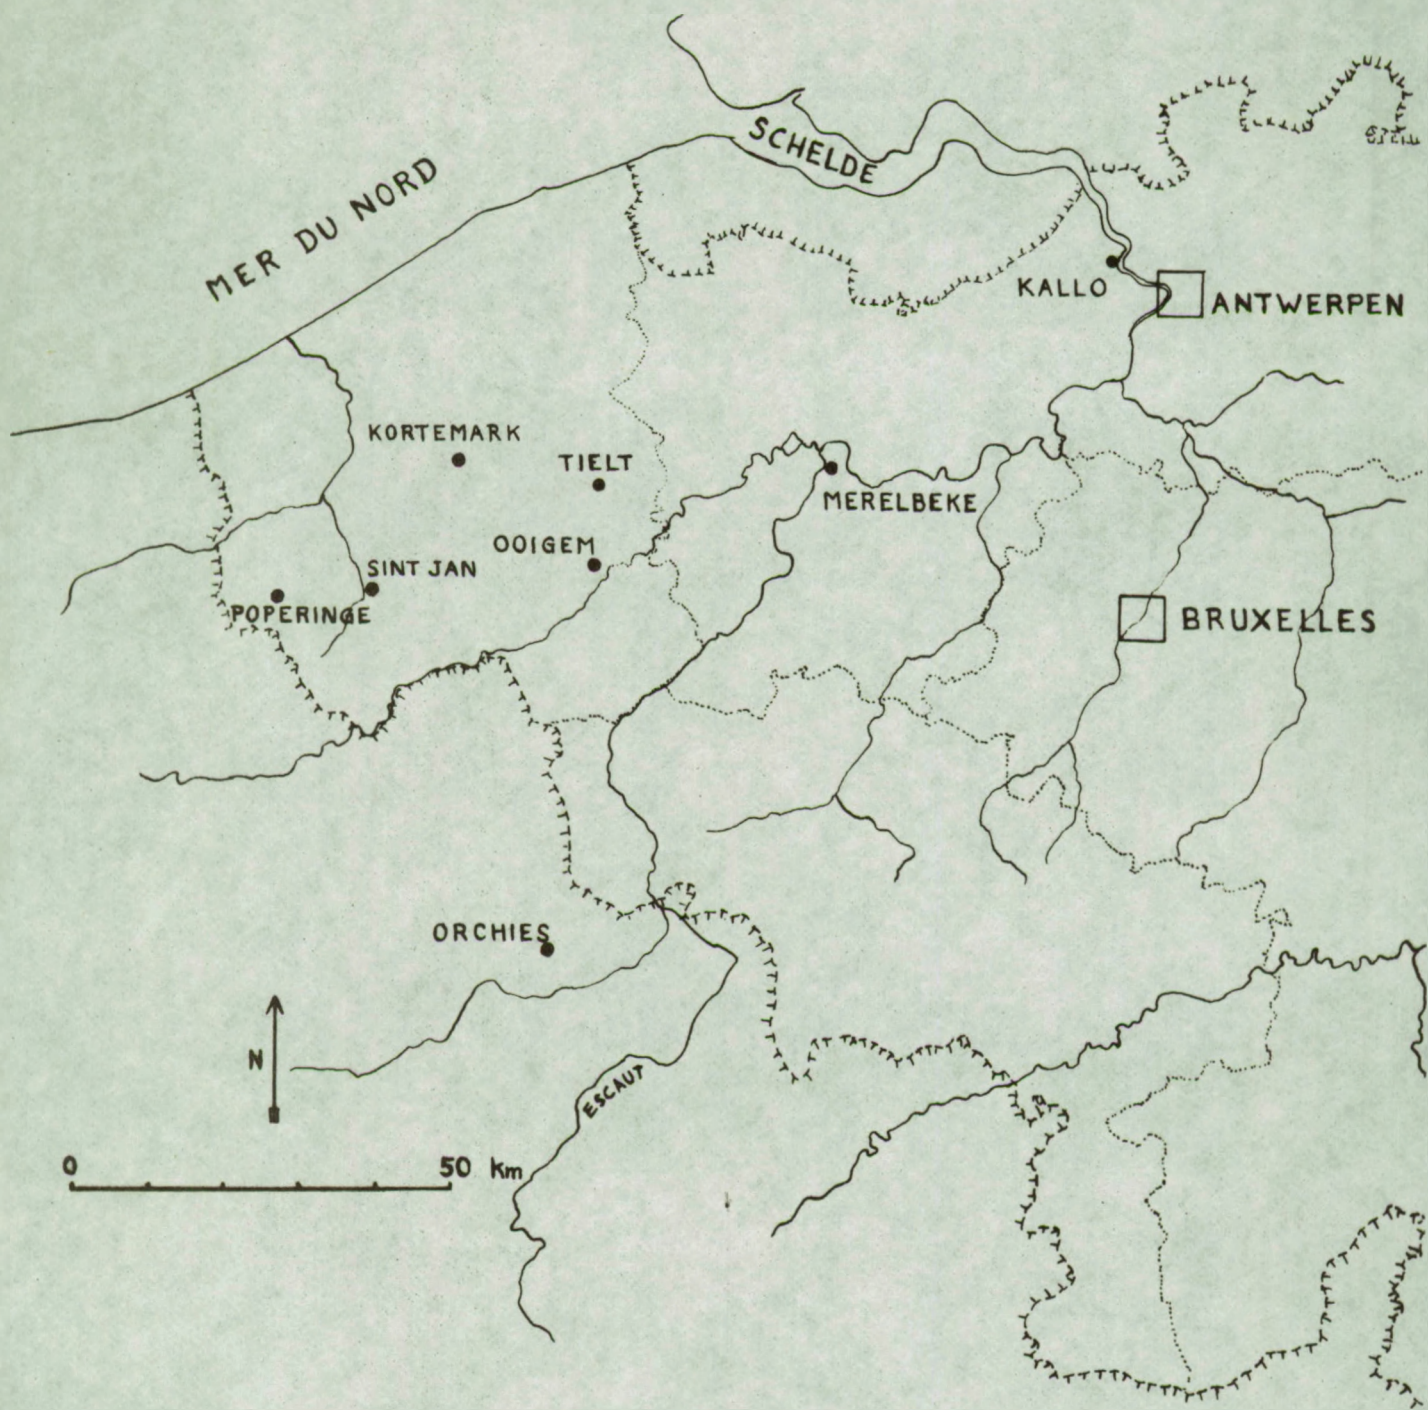 SCHELDE
MER DU NORD
KALLO
ANTWERPEN
KORTEMARK
TIELT
MERELBEKE
OOIGEM
SINT JAN
POPERINGE
BRUXELLES
ORCHIES
N
ESCAUT
0 50 Km